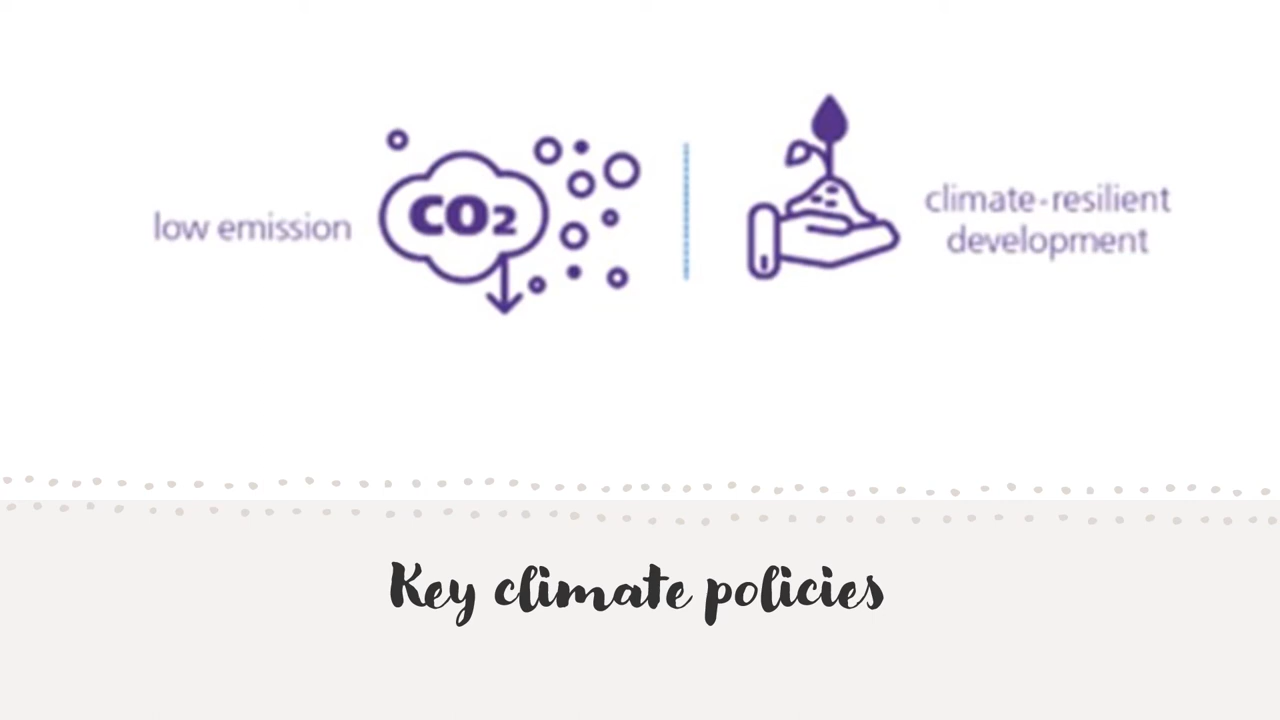 low emission
CO2
climate-resilient
development
Key climate policies